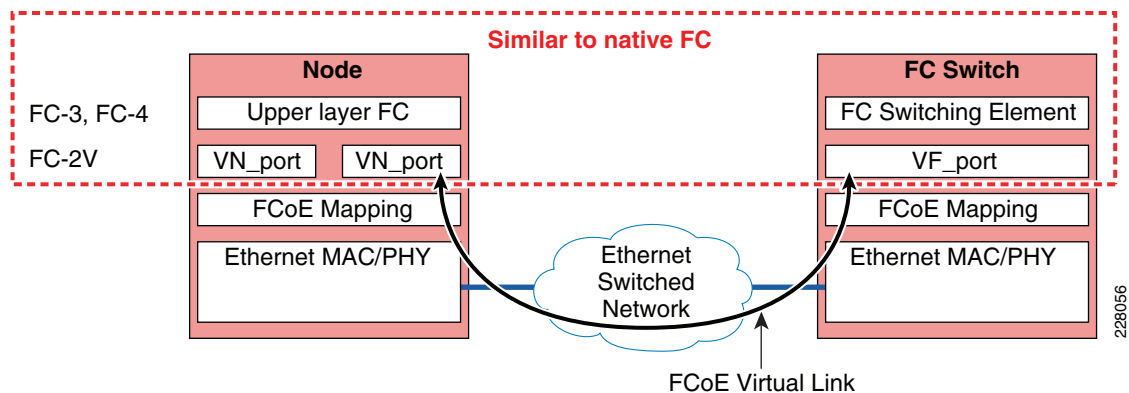 Similar to native FC
Node
FC Switch
FC-3, FC-4
Upper layer FC
FC Switching Element
FC-2V
VN_port
VN_port
VF_port
FCoE Mapping
FCoE Mapping
Ethernet MAC/PHY
Ethernet
Switched
Network
Ethernet MAC/PHY
228056
FCoE Virtual Link